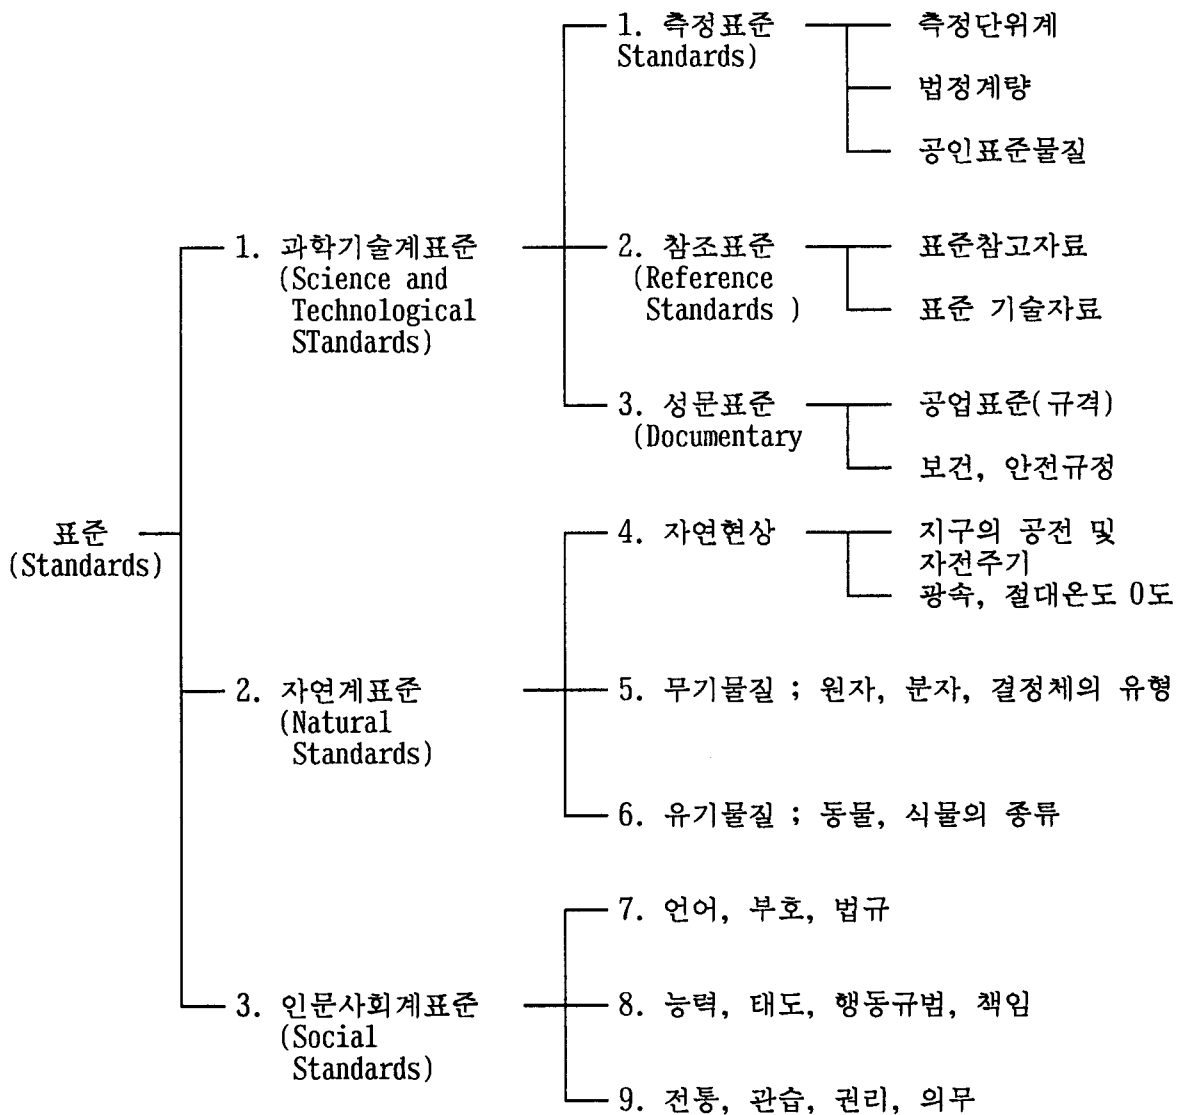 1. 측정표준
Standards)
측정단위계
법정계량
공인표준물질
1. 과학기술계표준
(Science and
Technological
STandards)
2. 참조표준
(Reference
Standards )
표준참고자료
표준 기술자료
3. 성문표준
(Documentary
공업표준(규격)
보건, 안전규정
표준
(Standards)
4. 자연현상
지구의 공전 및
자전주기
광속, 절대온도 0도
2. 자연계표준
(Natural
Standards)
5. 무기물질 ; 원자, 분자, 결정체의 유형
6. 유기물질 ; 동물, 식물의 종류
3. 인문사회계표준
(Social
Standards)
7. 언어, 부호, 법규
8. 능력, 태도, 행동규범, 책임
9. 전통, 관습, 권리, 의무